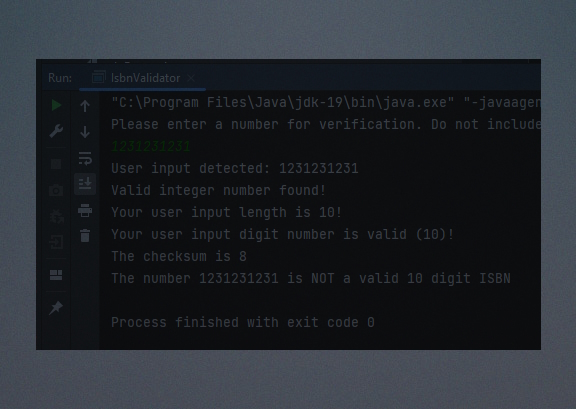 Run: IsbnValidator
"C:\Program Files\Java\jdk-19\bin\java.exe" "-javaagen
Please enter a number for verification. Do not include
1231231231
User input detected: 1231231231
Valid integer number found!
Your user input length is 10!
Your user input digit number is valid (10)!
The checksum is 8
The number 1231231231 is NOT a valid 10 digit ISBN
Process finished with exit code 0